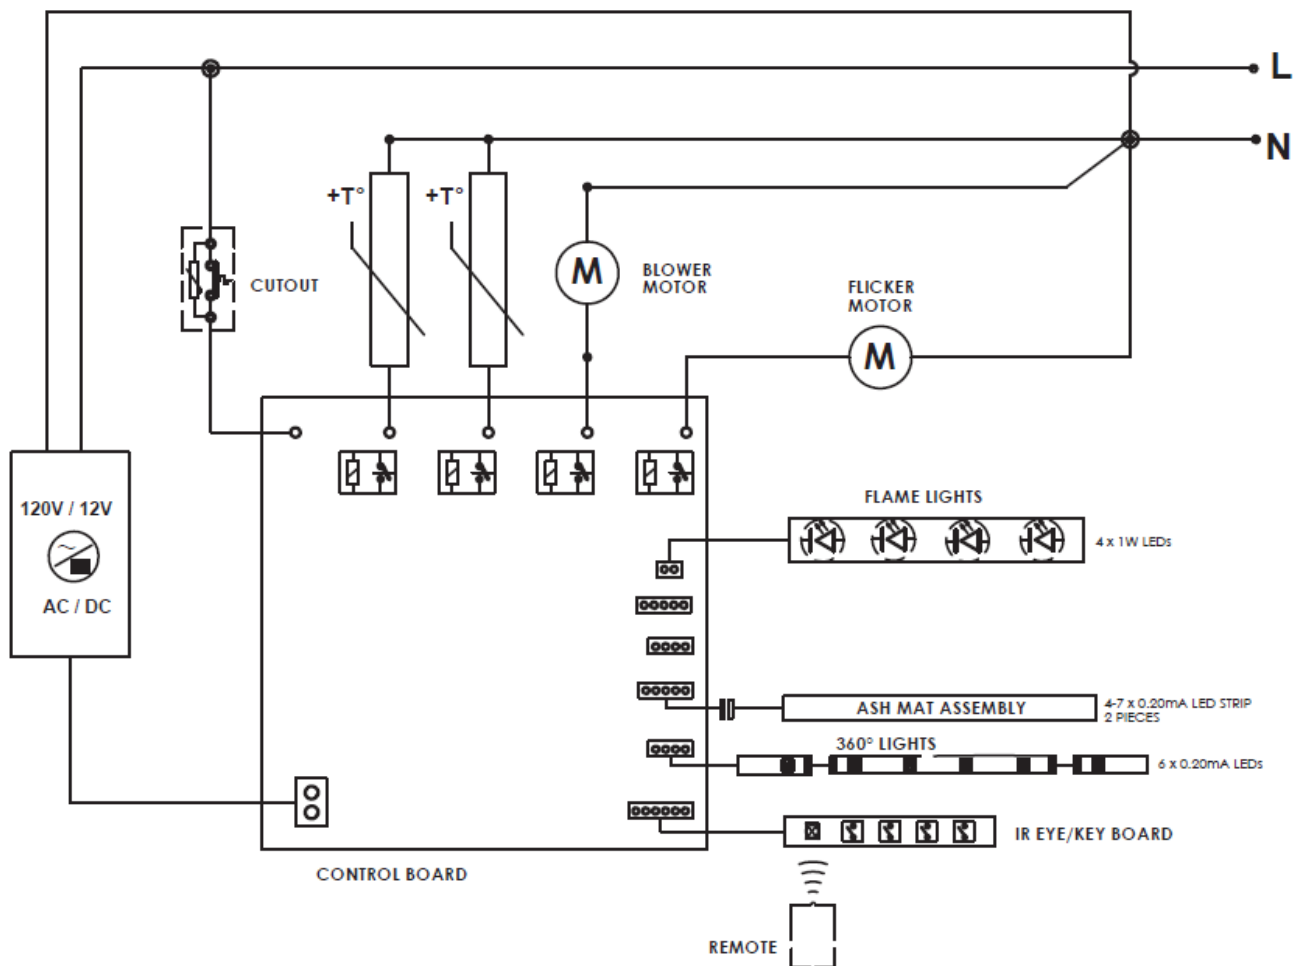 L
N
+T°
+T°
CUTOUT
BLOWER
MOTOR
FLICKER
MOTOR
M
M
120V / 12V
~
AC / DC
FLAME LIGHTS
4 x 1W LEDs
ASH MAT ASSEMBLY
4-7 x 0.20mA LED STRIP
2 PIECES
360° LIGHTS
6 x 0.20mA LEDs
IR EYE/KEY BOARD
CONTROL BOARD
REMOTE